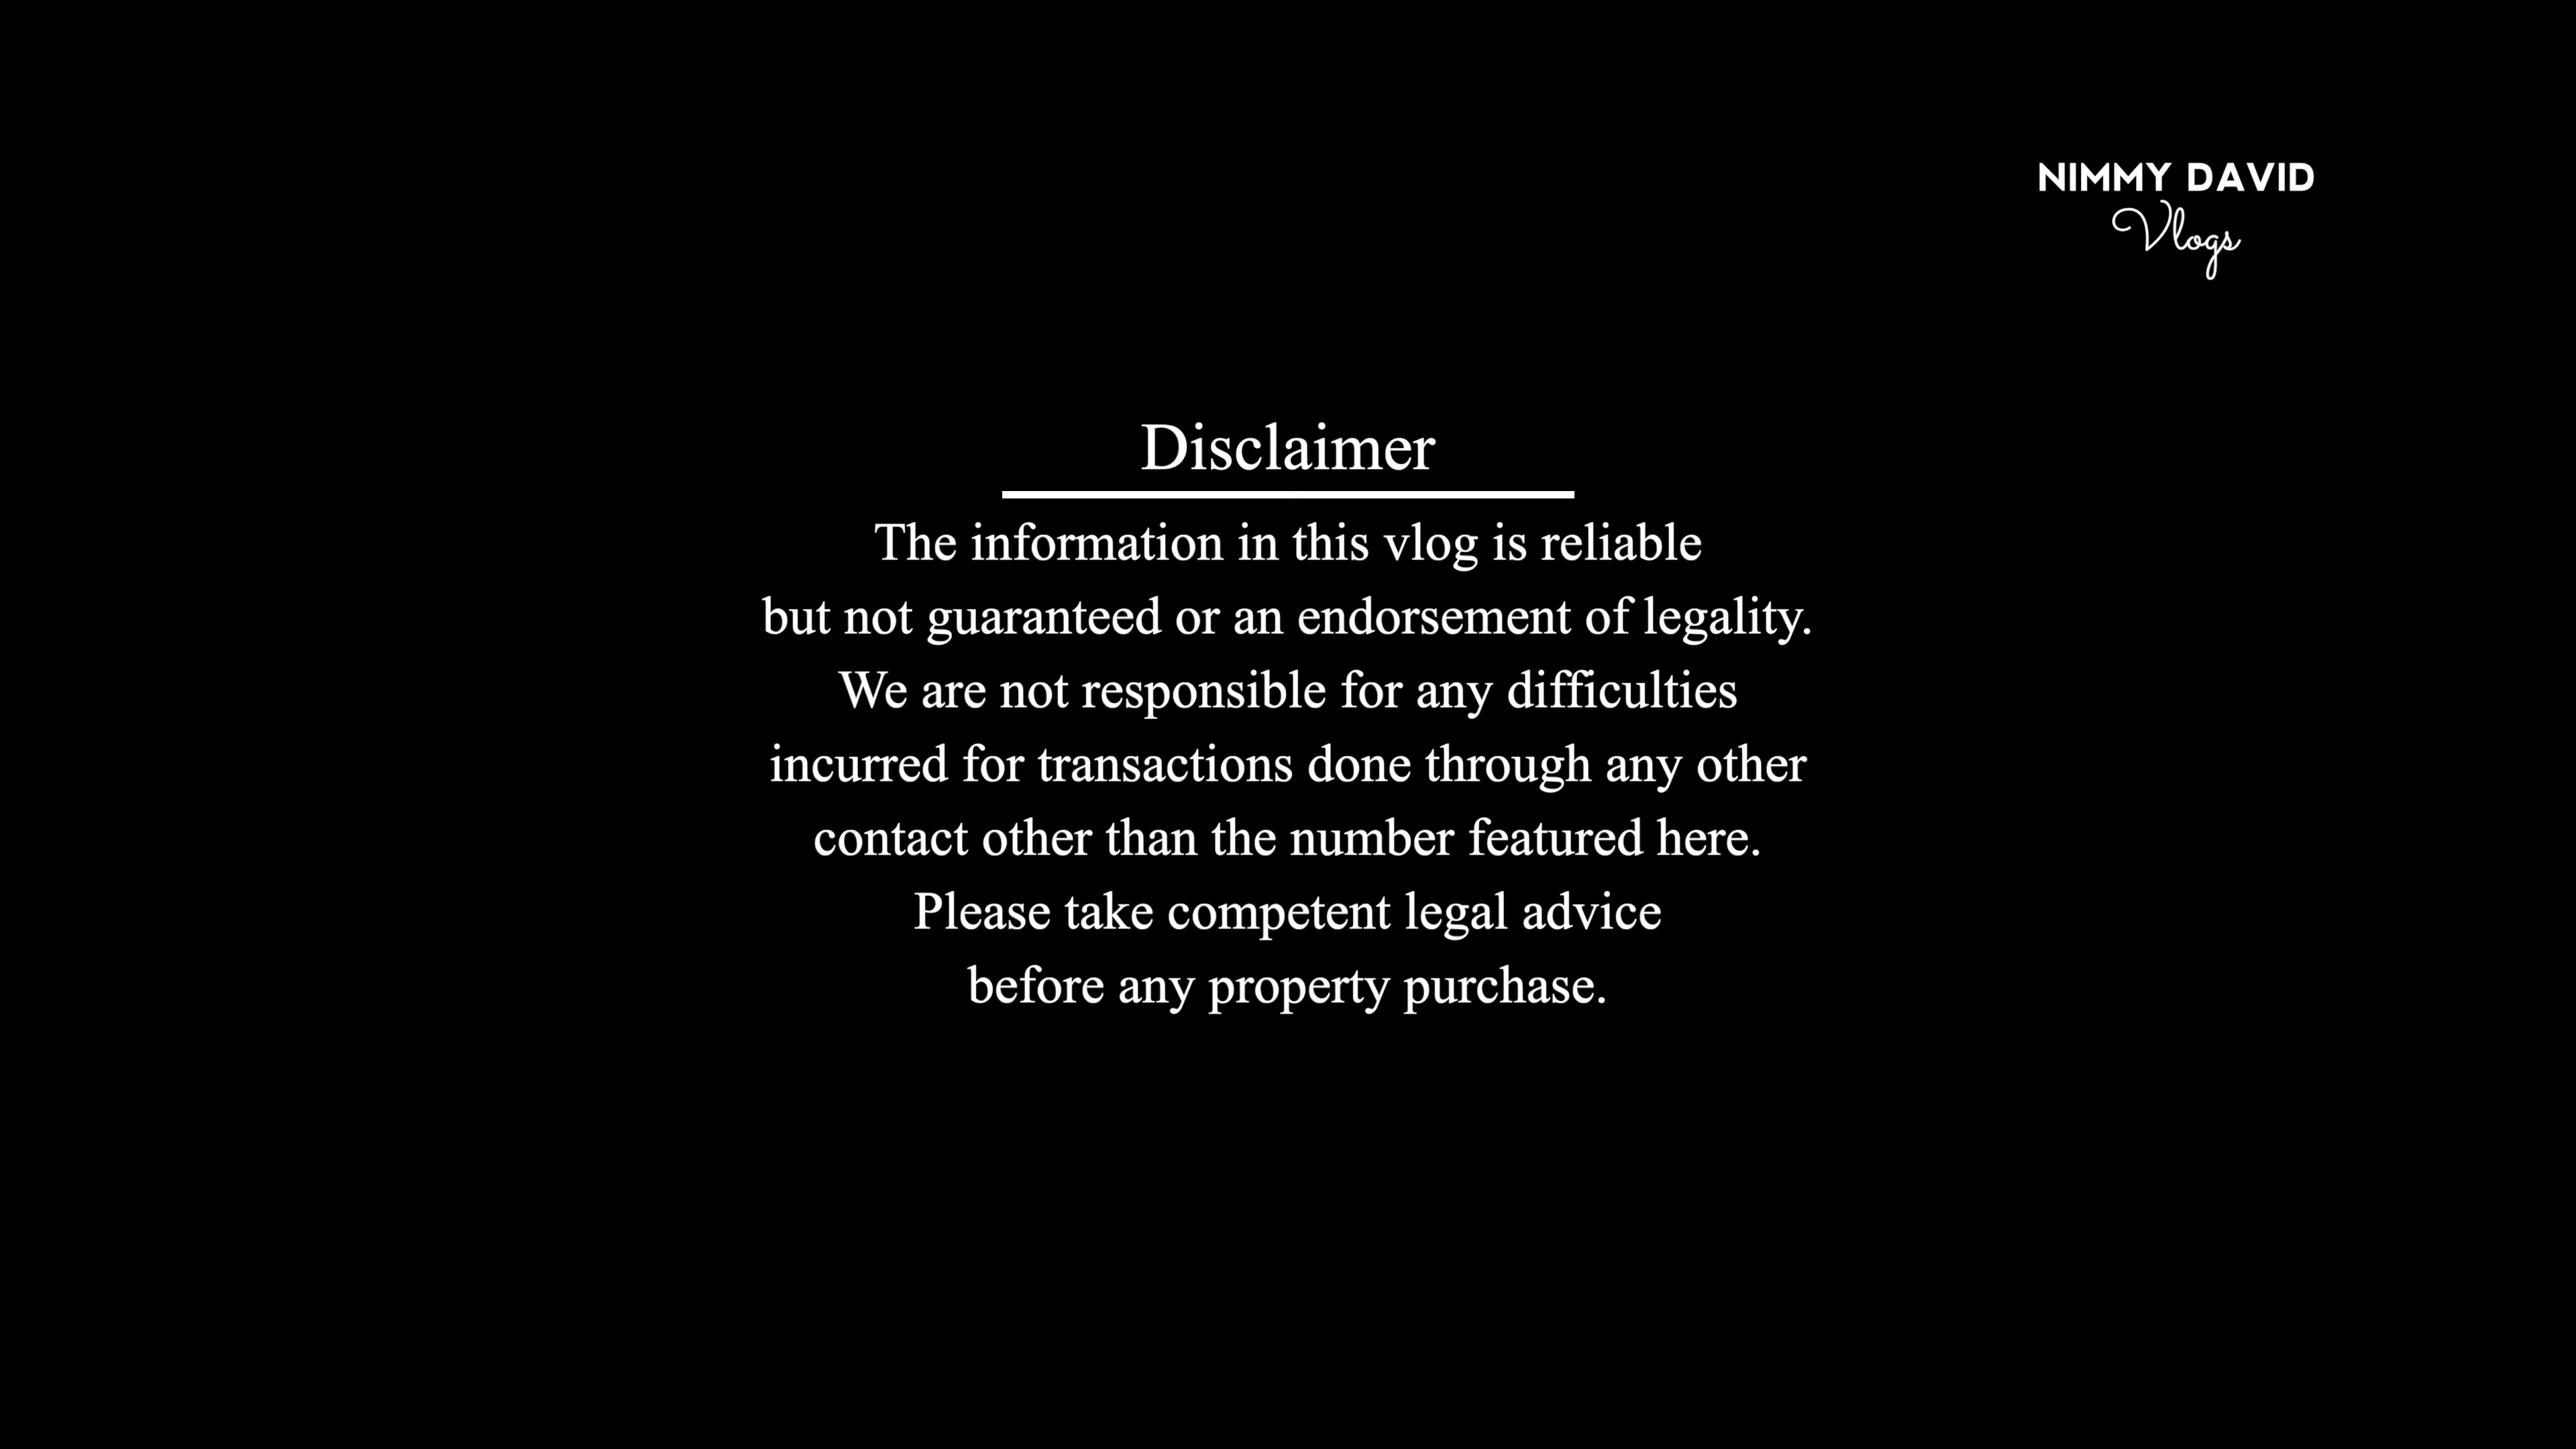 NIMMY DAVID
Vlogs
Disclaimer
The information in this vlog is reliable
but not guaranteed or an endorsement of legality.
We are not responsible for any difficulties
incurred for transactions done through any other
contact other than the number featured here.
Please take competent legal advice
before any property purchase.